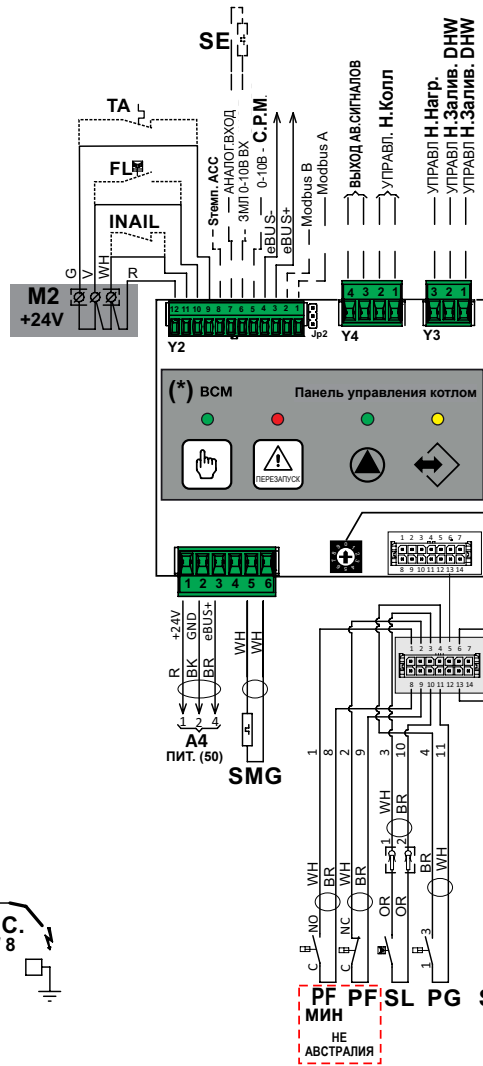 SE
TA
FL
INAIL
G
V
WH
R
M2
+24V
Sтемп. АСС
АНАЛОГ.ВХОД
ЗМЛ 0-10В ВХ
0-10В - C.P.M.
eBUS-
eBUS+
Modbus B
Modbus A
ВЫХОД АВ.СИГНАЛОВ
УПРАВЛ. Н.Колл
УПРАВЛ Н.Нагр.
УПРАВЛ Н.Залив. DHW
УПРАВЛ Н.Залив. DHW
12 11 10 9 8 7 6 5 4 3 2 1
Y2
Jp2
4 3 2 1
Y4
3 2 1
Y3
(*) BCM
Панель управления котлом
ПЕРЕЗАПУСК
1 2 3 4 5 6 7
8 9 10 11 12 13 14
1 2 3 4 5 6
+24V
GND
eBUS+
WH
WH
R
BK
BR
1 2 4
A4
ПИТ. (50)
SMG
1 2 3 4 5 6 7
8 9 10 11 12 13 14
1
8
2
9
3
10
4
11
WH
BR
WH
BR
WH
BR
BR
WH
1
2
OR
OR
C
NO
C
NC
1
3
PF
МИН
PF
SL
PG
S
НЕ
АВСТРАЛИЯ
C.
8